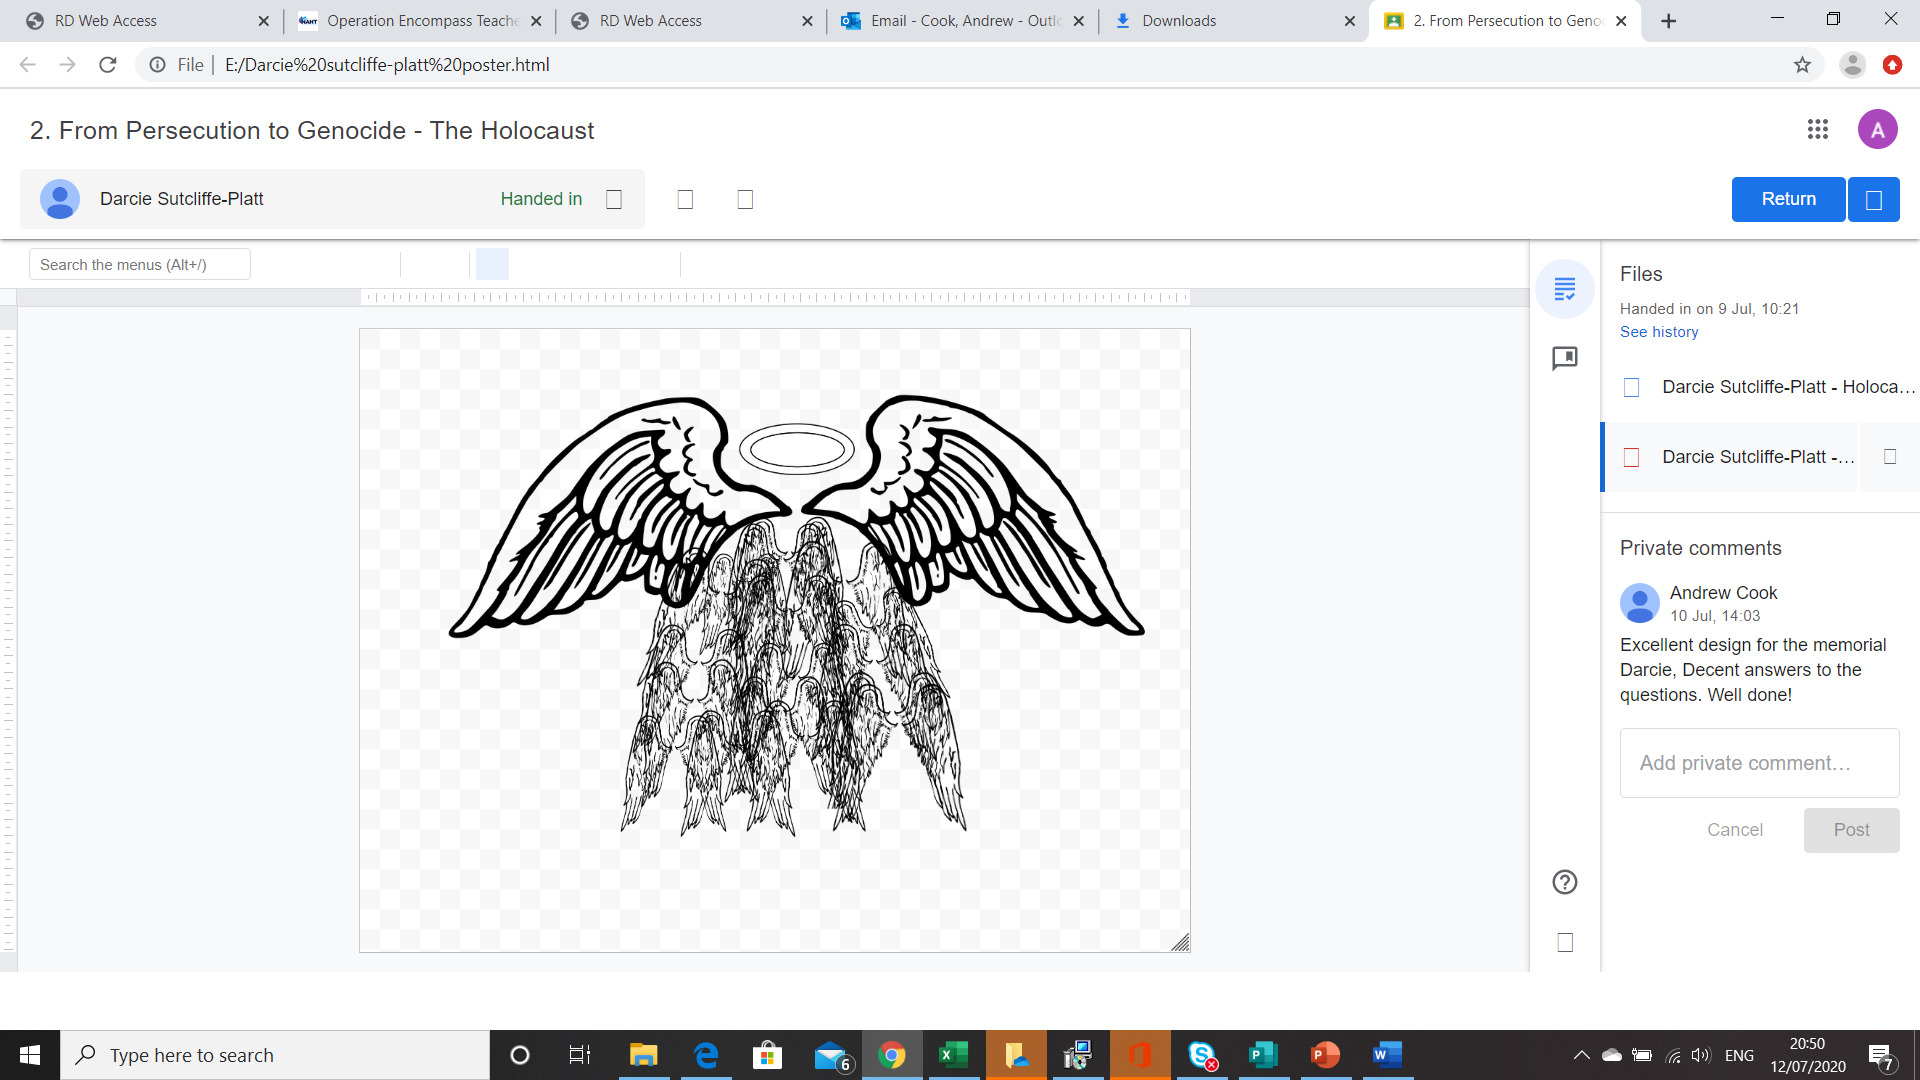 RD Web Access
Operation Encompass Teache
RD Web Access
Email - Cook, Andrew - Outlo
Downloads
2. From Persecution to Geno
File
E:/Darcie%20sutcliffe-platt%20poster.html
2. From Persecution to Genocide - The Holocaust
A
Darcie Sutcliffe-Platt
Handed in
Return
Search the menus (Alt+/)
Files
Handed in on 9 Jul, 10:21
See history
Darcie Sutcliffe-Platt - Holoca...
Darcie Sutcliffe-Platt -...
Private comments
Andrew Cook
10 Jul, 14:03
Excellent design for the memorial
Darcie, Decent answers to the
questions. Well done!
Add private comment...
Cancel
Post
Type here to search
6
ENG
20:50
12/07/2020
7